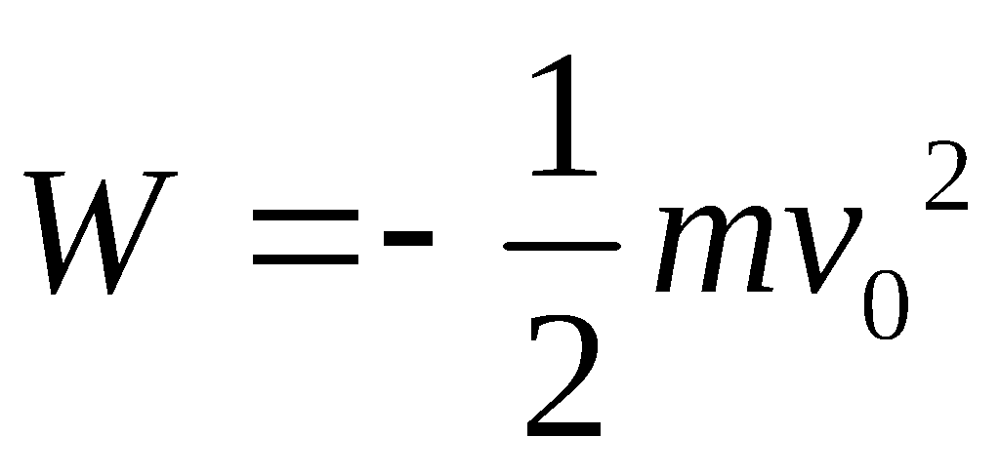 W = - 1/2 mv₀²